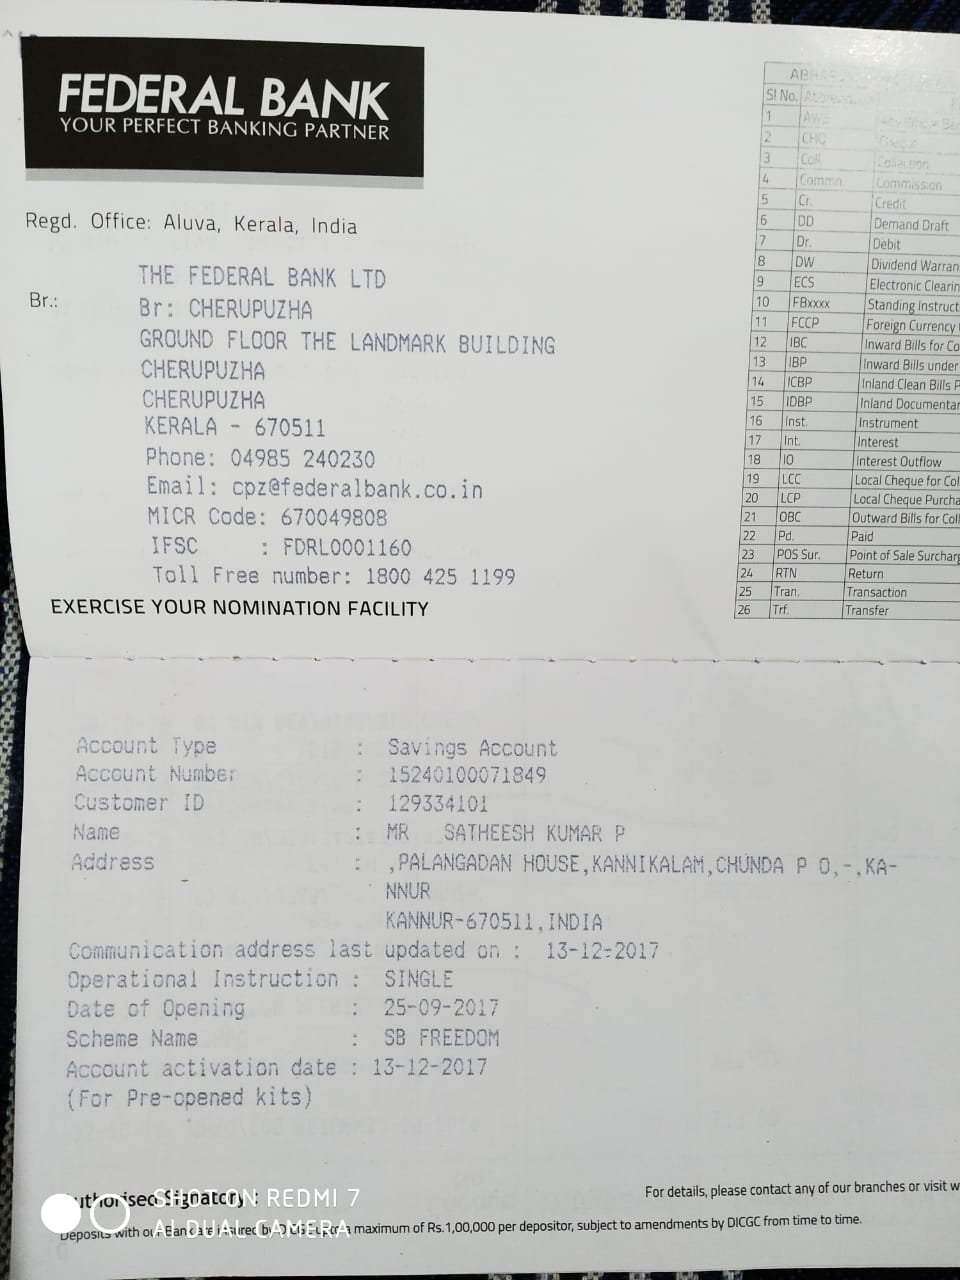 FEDERAL BANK
YOUR PERFECT BANKING PARTNER
Regd. Office: Aluva, Kerala, India
Br.:
THE FEDERAL BANK LTD
Br: CHERUPUZHA
GROUND FLOOR THE LANDMARK BUILDING
CHERUPUZHA
CHERUPUZHA
KERALA - 670511
Phone: 04985 240230
Email: cpz@federalbank.co.in
MICR Code: 670049808
IFSC : FDRL0001160
Toll Free number: 1800 425 1199
EXERCISE YOUR NOMINATION FACILITY
Sl No.
1 AWB
2 CHQ
3 Coll. Collection
4 Commn. Commission
5 Cr. Credit
6 DD Demand Draft
7 Dr. Debit
8 DW Dividend Warran
9 ECS Electronic Clearin
10 FBxxxx Standing Instruct
11 FCCP Foreign Currency
12 IBC Inward Bills for Co
13 IBP Inward Bills under
14 ICBP Inland Clean Bills P
15 IDBP Inland Documentar
16 Inst. Instrument
17 Int. Interest
18 IO Interest Outflow
19 LCC Local Cheque for Col
20 LCP Local Cheque Purcha
21 OBC Outward Bills for Coll
22 Pd. Paid
23 POS Sur. Point of Sale Surcharg
24 RTN Return
25 Tran. Transaction
26 Trf. Transfer
Account Type : Savings Account
Account Number : 15240100071849
Customer ID : 129334101
Name : MR SATHEESH KUMAR P
Address : ,PALANGADAN HOUSE,KANNIKALAM,CHUNDA P O,-,KA-
NNUR
KANNUR-670511,INDIA
Communication address last updated on : 13-12-2017
Operational Instruction : SINGLE
Date of Opening : 25-09-2017
Scheme Name : SB FREEDOM
Account activation date : 13-12-2017
(For Pre-opened kits)
uthorised Signatory :
For details, please contact any of our branches or visit w
Deposits with our Bank are insured by DICGC upto a maximum of Rs.1,00,000 per depositor, subject to amendments by DICGC from time to time.
SHOT ON REDMI 7
AI DUAL CAMERA